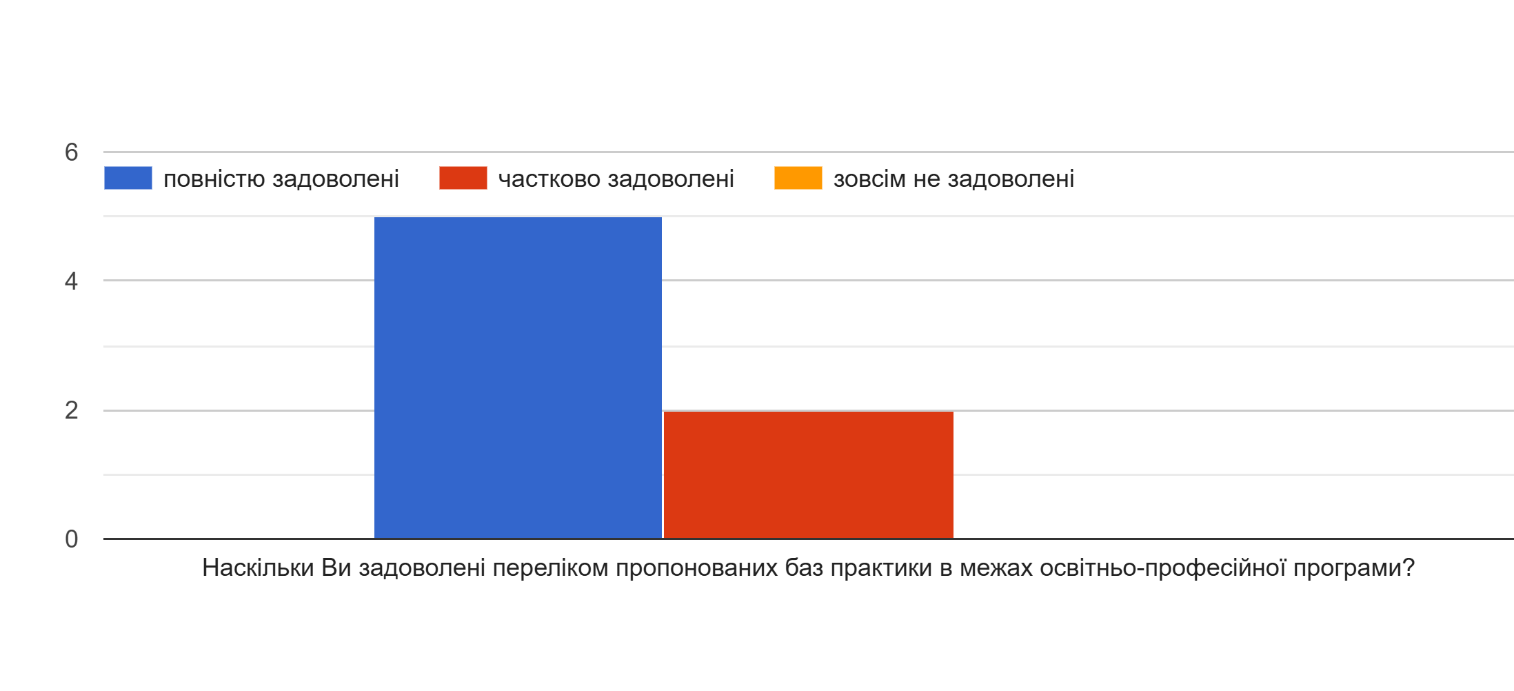 6
повністю задоволені
частково задоволені
зовсім не задоволені
4
2
0
Наскільки Ви задоволені переліком пропонованих баз практики в межах освітньо-професійної програми?